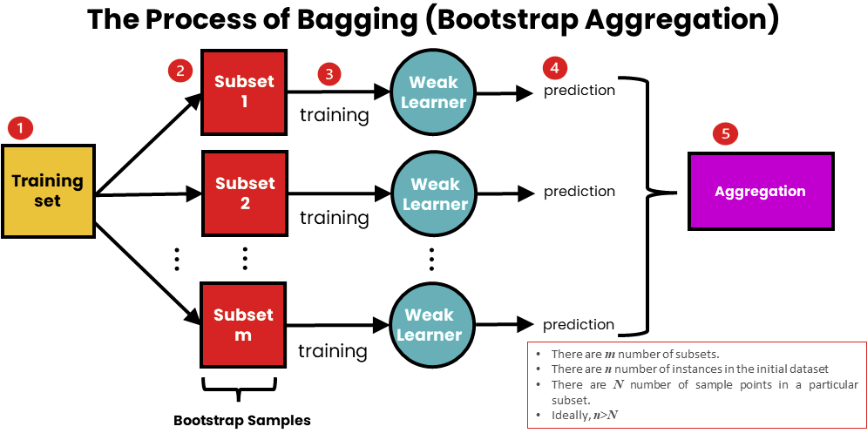 The Process of Bagging (Bootstrap Aggregation)
1
2
3
4
5
Training
set
Subset
1
training
Weak
Learner
prediction
Subset
2
training
Weak
Learner
prediction
Aggregation
Subset
m
training
Weak
Learner
prediction
Bootstrap Samples
• There are m number of subsets.
• There are n number of instances in the initial dataset
• There are N number of sample points in a particular
subset.
• Ideally, n>N